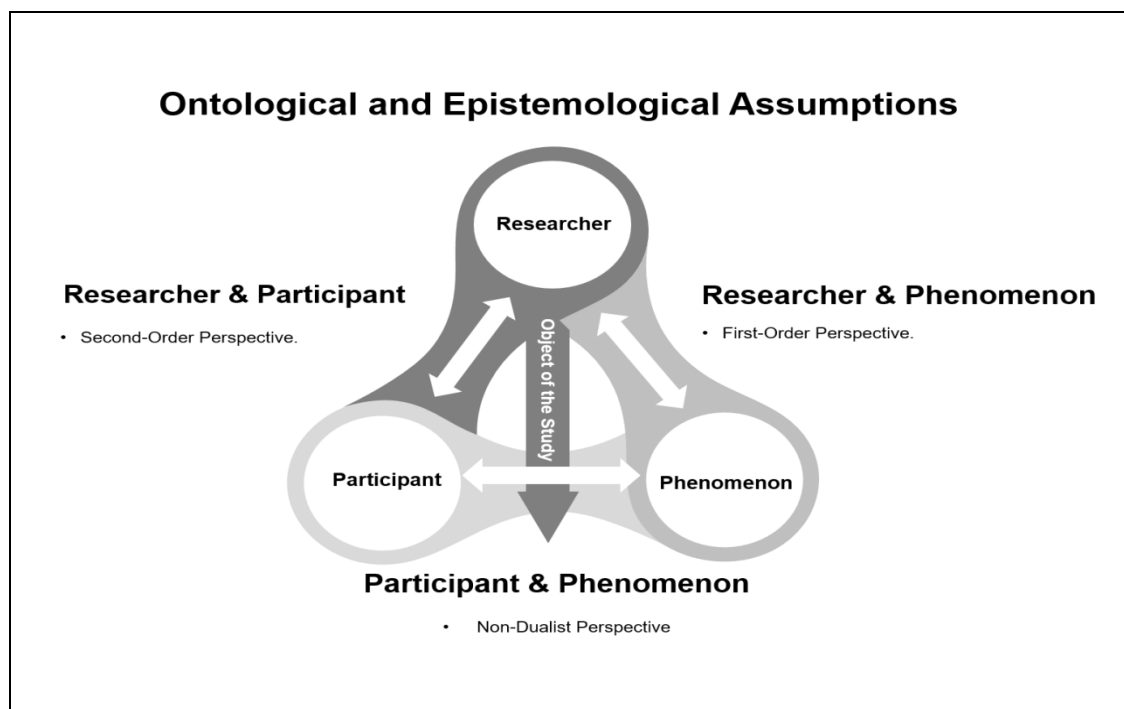 Ontological and Epistemological Assumptions
Researcher
Researcher & Participant
• Second-Order Perspective.
Researcher & Phenomenon
• First-Order Perspective.
Object of the Study
Participant
Phenomenon
Participant & Phenomenon
• Non-Dualist Perspective